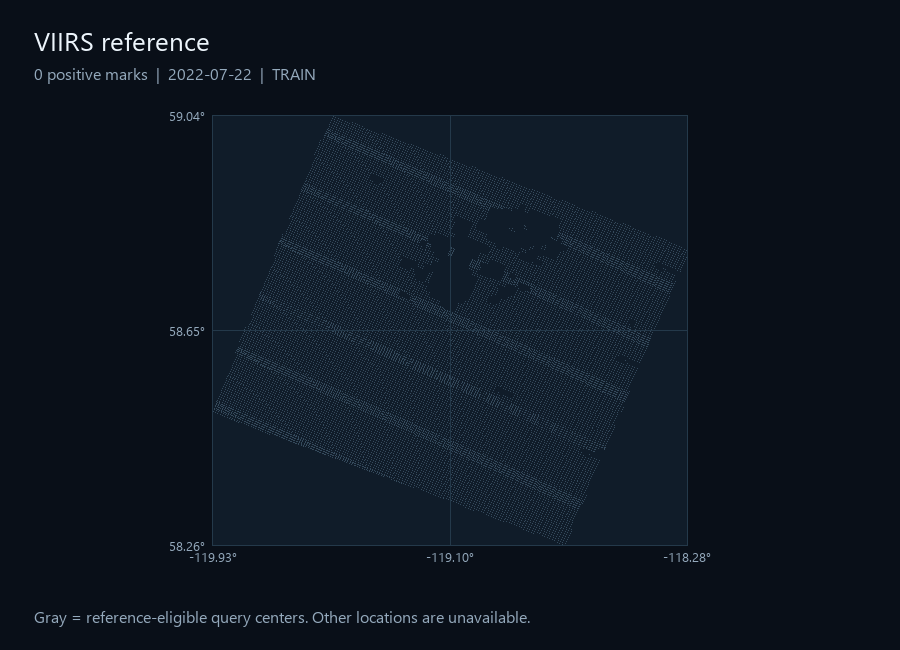 VIIRS reference
0 positive marks | 2022-07-22 | TRAIN
59.04°
58.65°
58.26°
-119.93°
-119.10°
-118.28°
Gray = reference-eligible query centers. Other locations are unavailable.